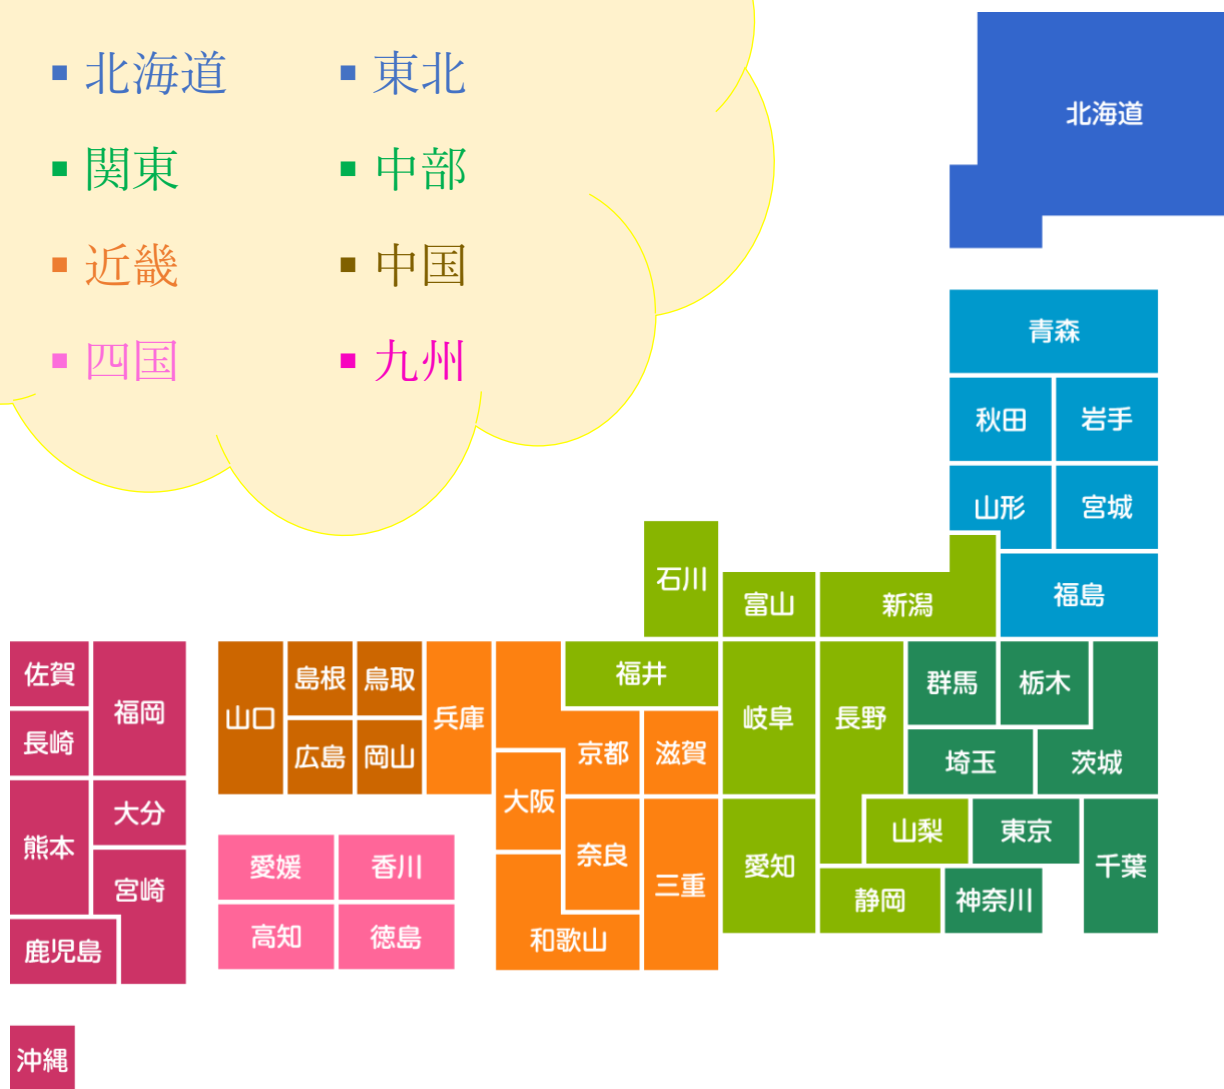 ▪ 北海道
▪ 東北
▪ 関東
▪ 中部
▪ 近畿
▪ 中国
▪ 四国
▪ 九州
北海道
青森
秋田
岩手
山形
宮城
福島
石川
富山
新潟
佐賀
福岡
長崎
大分
熊本
宮崎
鹿児島
沖縄
山口
島根
鳥取
広島
岡山
兵庫
福井
京都
滋賀
大阪
奈良
三重
和歌山
愛媛
香川
高知
徳島
岐阜
長野
愛知
山梨
静岡
群馬
栃木
埼玉
茨城
東京
千葉
神奈川